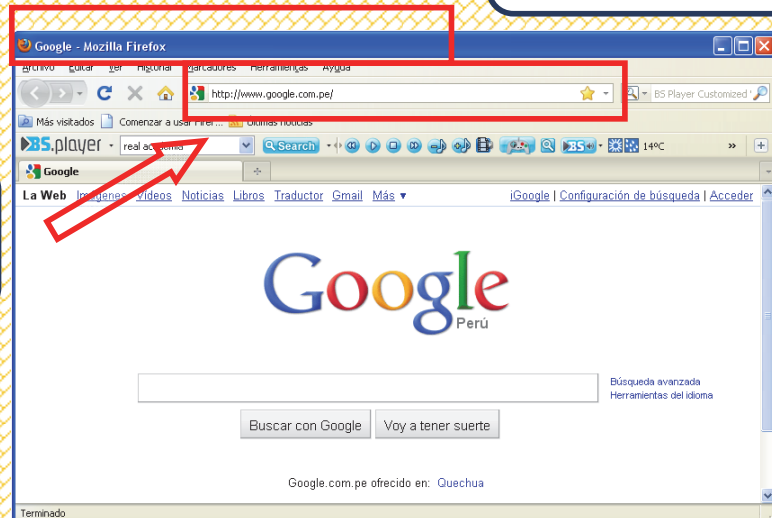 Google - Mozilla Firefox
Archivo Editar Ver Historial Marcadores Herramientas Ayuda
http://www.google.com.pe/ BS Player Customized
Más visitados Comenzar a usar Firef... Últimas noticias
BS.player real academia Search BS 14ºC »
Google
La Web Imágenes Videos Noticias Libros Traductor Gmail Más ▼ iGoogle | Configuración de búsqueda | Acceder
Google
Perú
Búsqueda avanzada
Herramientas del idioma
Buscar con Google Voy a tener suerte
Google.com.pe ofrecido en: Quechua
Terminado